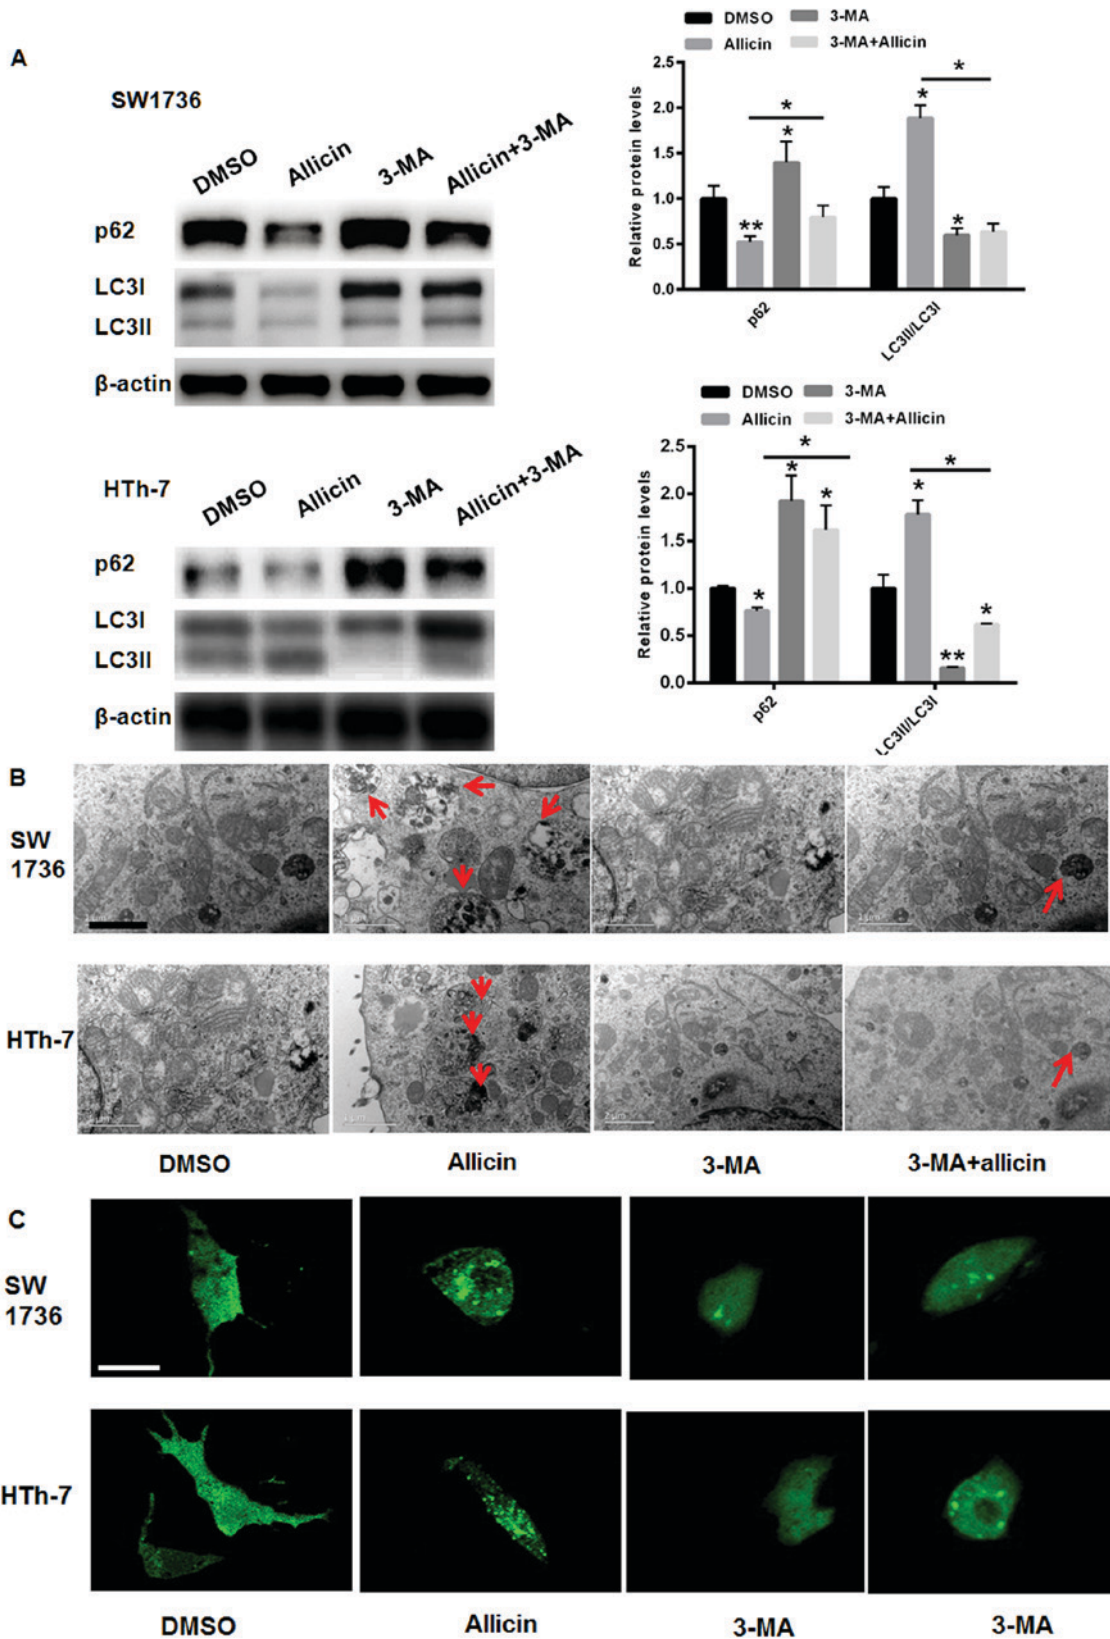 A
SW1736
DMSO
Allicin
3-MA
Allicin+3-MA
p62
LC3I
LC3II
β-actin
DMSO
3-MA
Allicin
3-MA+Allicin
Relative protein levels
2.5
2.0
1.5
1.0
0.5
0.0
*
*
**
*
*
*
p62
LC3II/LC3I
HTh-7
DMSO
Allicin
3-MA
Allicin+3-MA
p62
LC3I
LC3II
β-actin
DMSO
3-MA
Allicin
3-MA+Allicin
Relative protein levels
2.5
2.0
1.5
1.0
0.5
0.0
*
*
*
*
*
*
**
*
p62
LC3II/LC3I
B
SW
1736
HTh-7
DMSO
Allicin
3-MA
3-MA+allicin
C
SW
1736
HTh-7
DMSO
Allicin
3-MA
3-MA